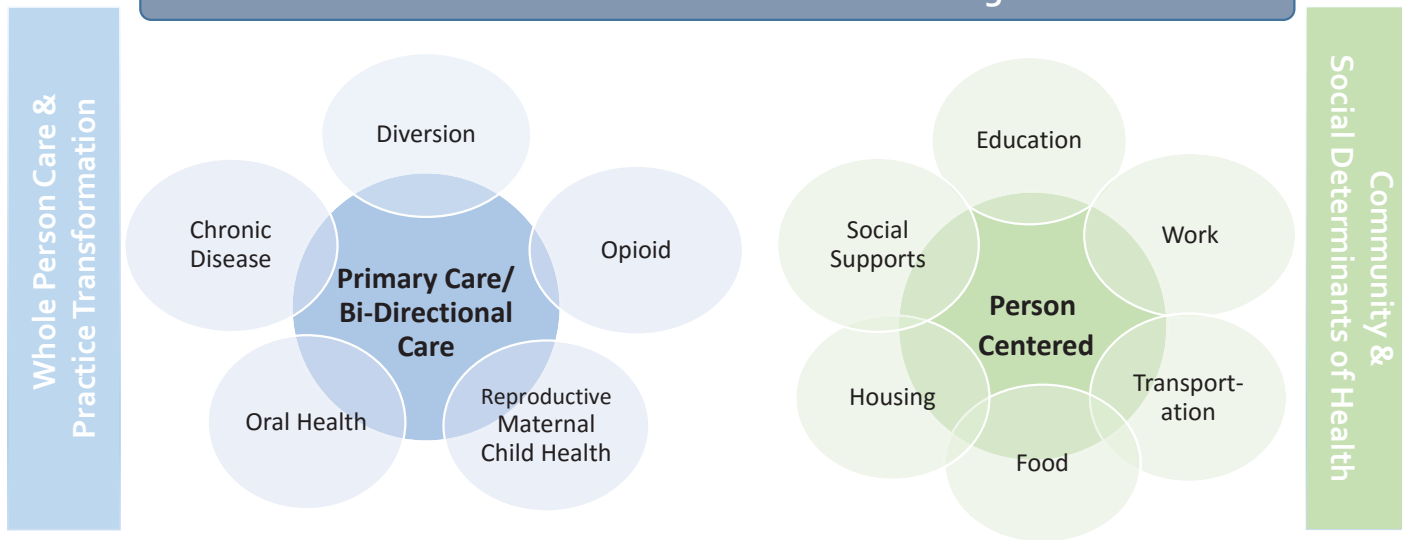 Whole Person Care &
Practice Transformation
Diversion
Chronic
Disease
Opioid
Primary Care/
Bi-Directional
Care
Oral Health
Reproductive
Maternal
Child Health
Education
Social
Supports
Work
Person
Centered
Housing
Transport-
ation
Food
Community &
Social Determinants of Health